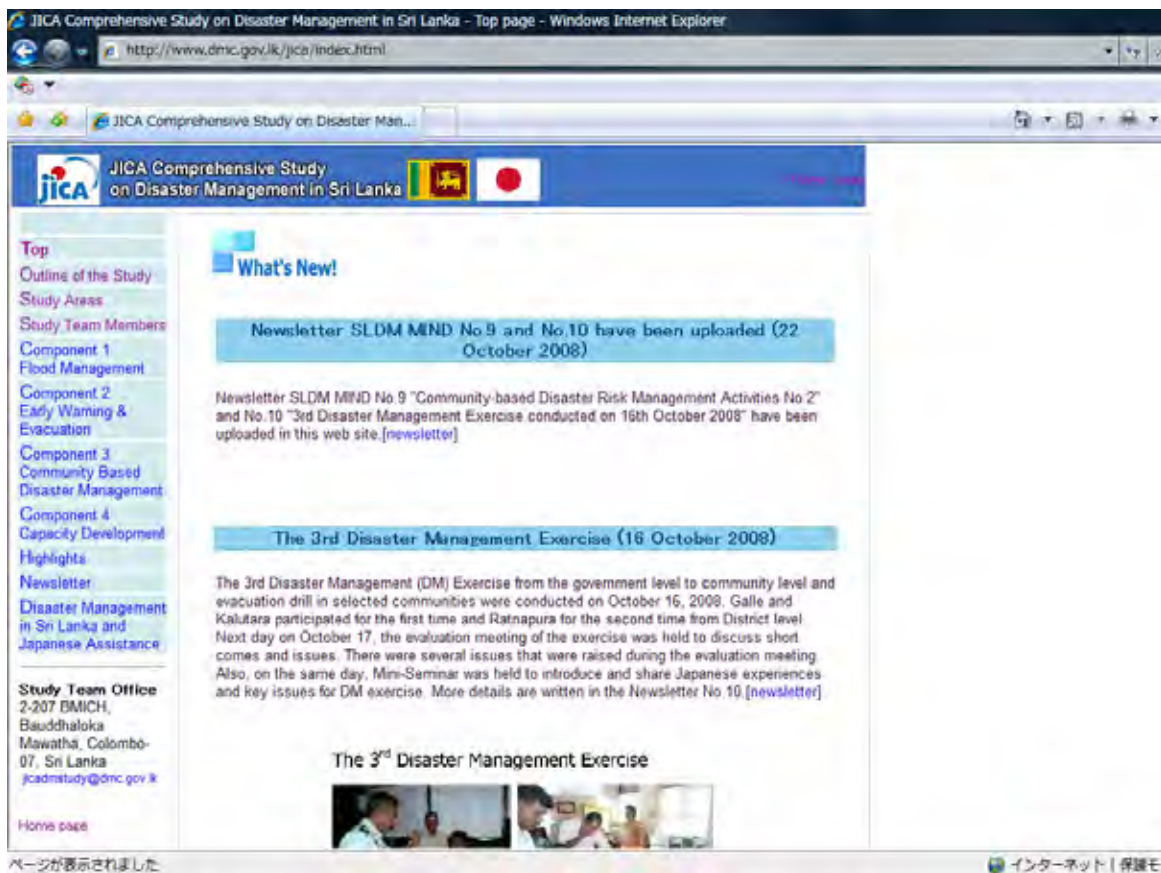 JICA Comprehensive Study on Disaster Management in Sri Lanka - Top page - Windows Internet Explorer
http://www.dmc.gov.lk/jica/index.html
JICA Comprehensive Study on Disaster Man...
jICA
JICA Comprehensive Study
on Disaster Management in Sri Lanka
Top
Outline of the Study
Study Areas
Study Team Members
Component 1
Flood Management
Component 2
Early Warning &
Evacuation
Component 3
Community Based
Disaster Management
Component 4
Capacity Development
Highlights
Newsletter
Disaster Management
in Sri Lanka and
Japanese Assistance
Study Team Office
2-207 BMICH,
Bauddhaloka
Mawatha, Colombo-
07, Sri Lanka
jicadmstudy@dmc.gov.lk
Home page
What's New!
Newsletter SLDM MIND No.9 and No.10 have been uploaded (22
October 2008)
Newsletter SLDM MIND No.9 "Community-based Disaster Risk Management Activities No 2"
and No.10 "3rd Disaster Management Exercise conducted on 16th October 2008" have been
uploaded in this web site.[newsletter]
The 3rd Disaster Management Exercise (16 October 2008)
The 3rd Disaster Management (DM) Exercise from the government level to community level and
evacuation drill in selected communities were conducted on October 16, 2008. Galle and
Kalutara participated for the first time and Ratnapura for the second time from District level.
Next day on October 17, the evaluation meeting of the exercise was held to discuss short
comes and issues. There were several issues that were raised during the evaluation meeting.
Also, on the same day, Mini-Seminar was held to introduce and share Japanese experiences
and key issues for DM exercise. More details are written in the Newsletter No.10.[newsletter]
The 3rd Disaster Management Exercise
ページが表示されました
インターネット | 保護モ